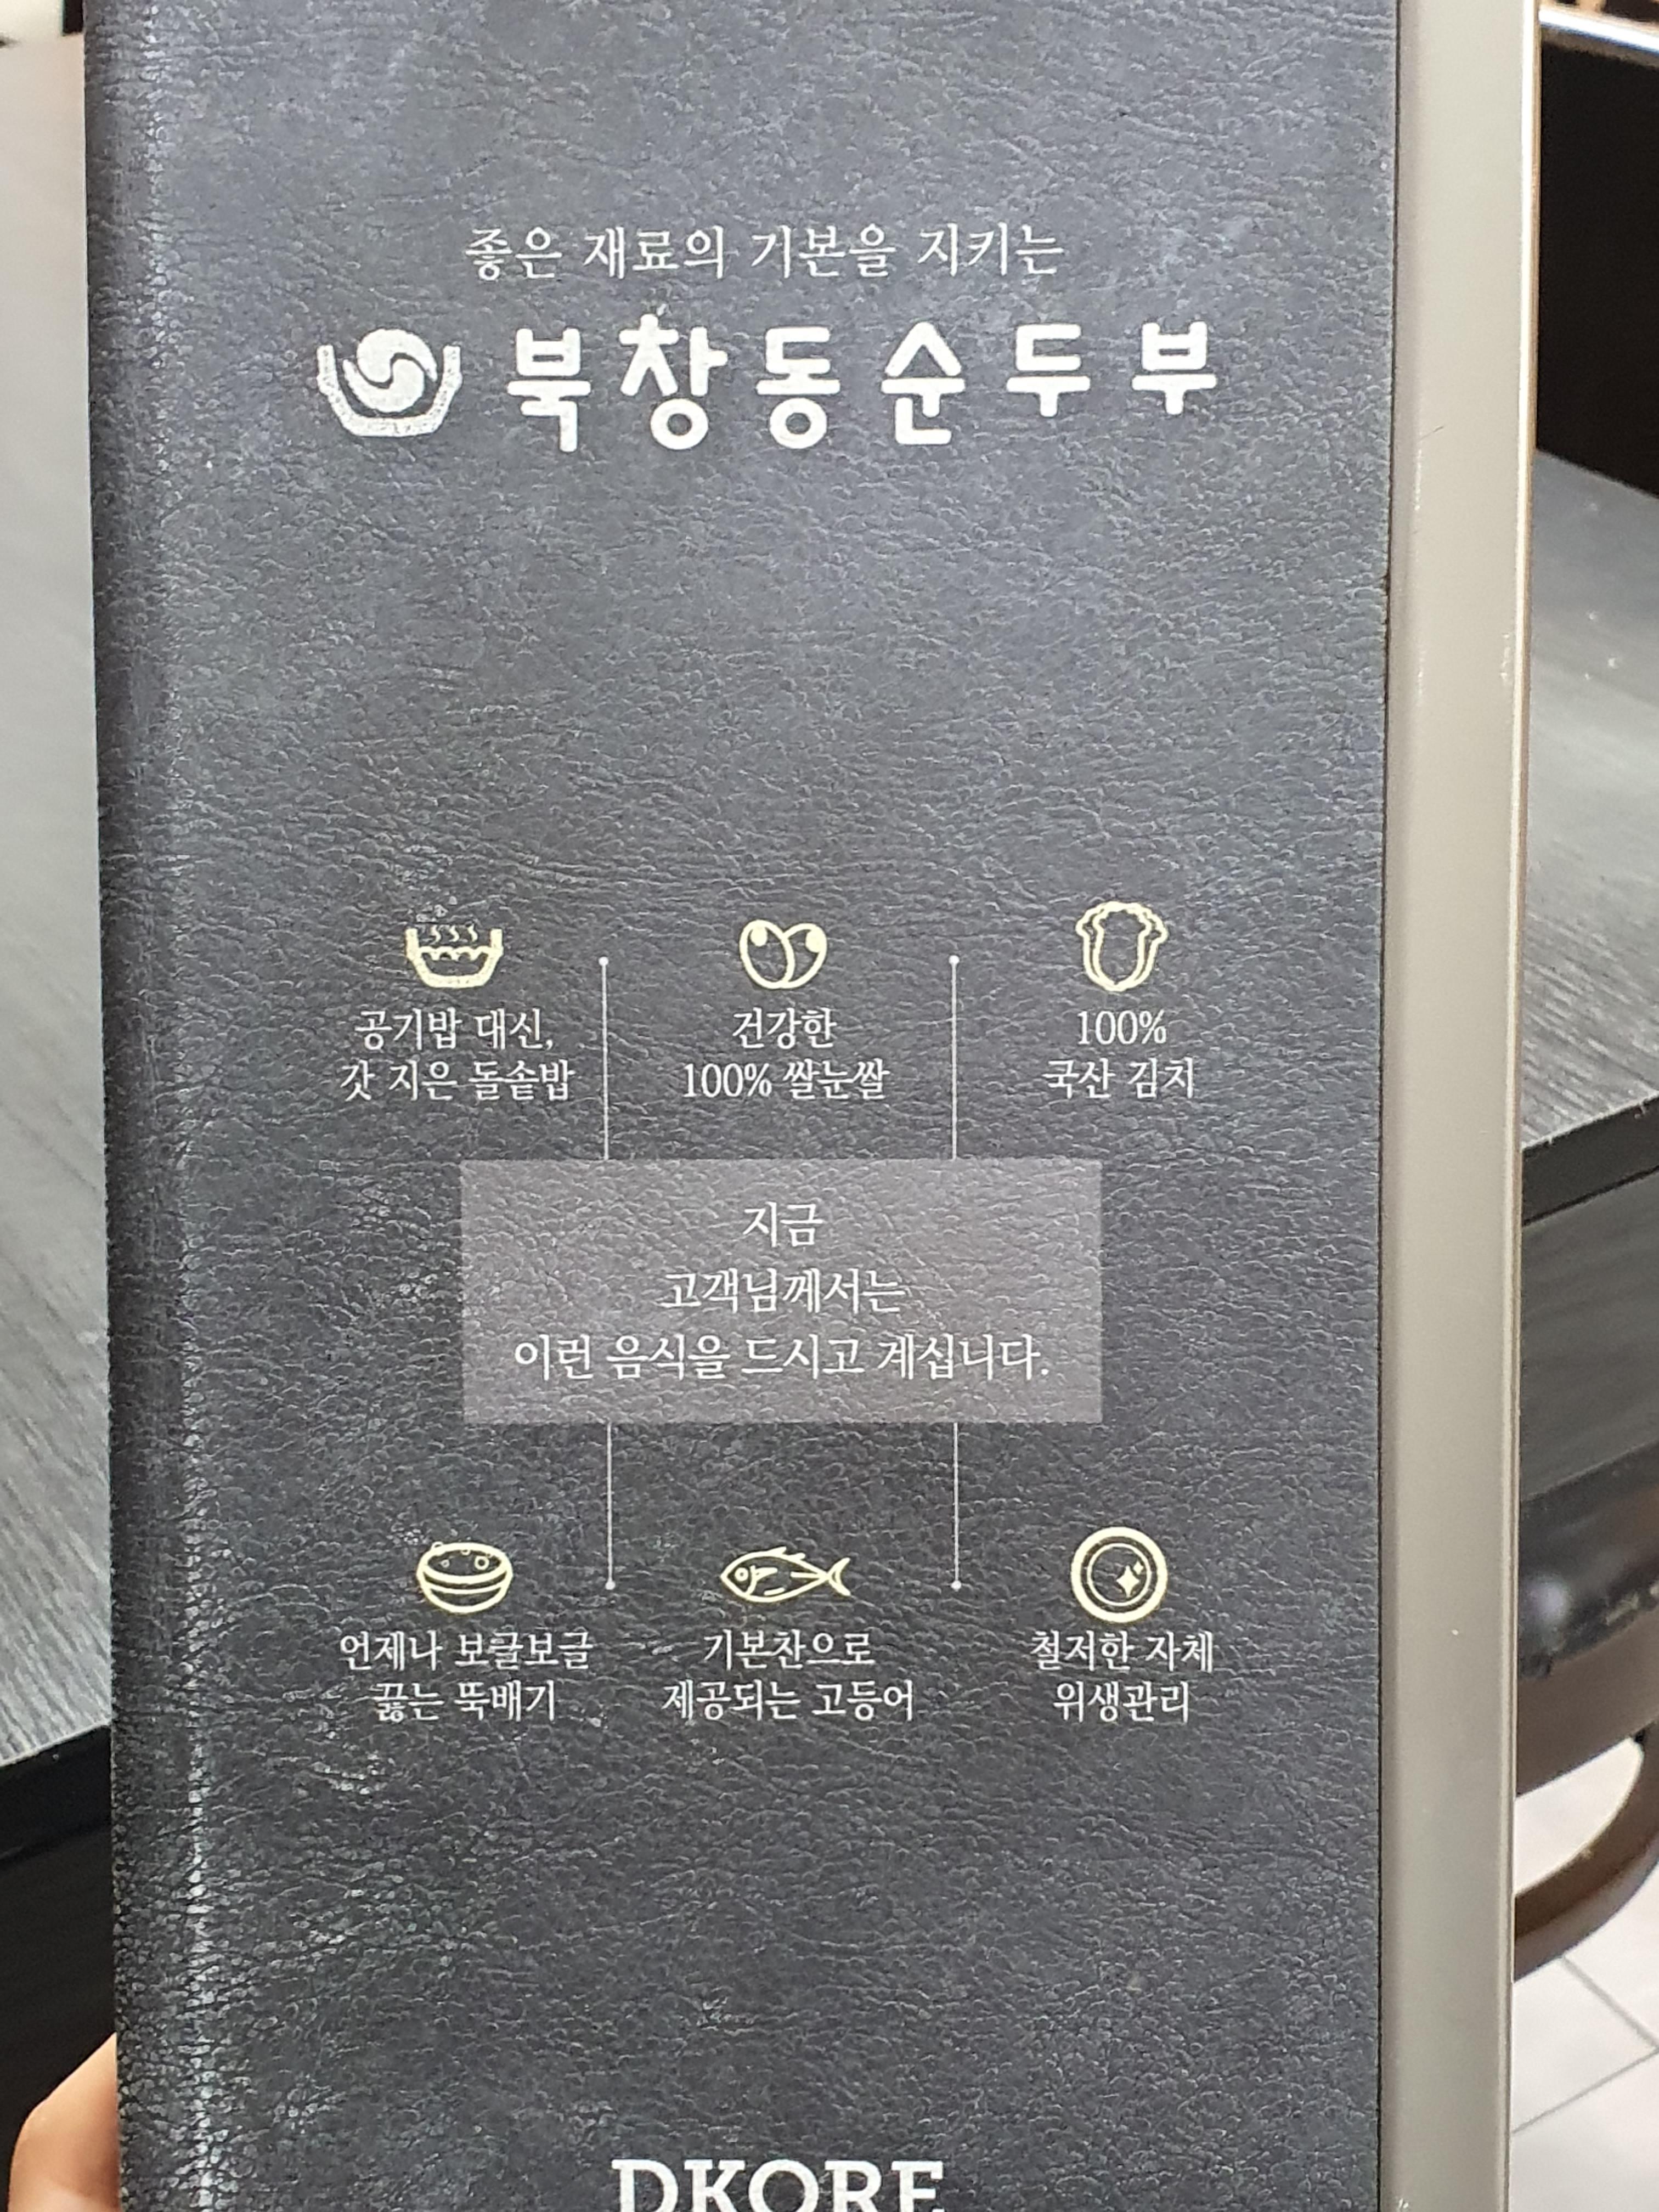 좋은 재료의 기본을 지키는
북창동순두부
공기밥 대신,
갓 지은 돌솥밥
건강한
100% 쌀눈쌀
100%
국산 김치
지금
고객님께서는
이런 음식을 드시고 계십니다.
언제나 보글보글
끓는 뚝배기
기본찬으로
제공되는 고등어
철저한 자체
위생관리
DKORE